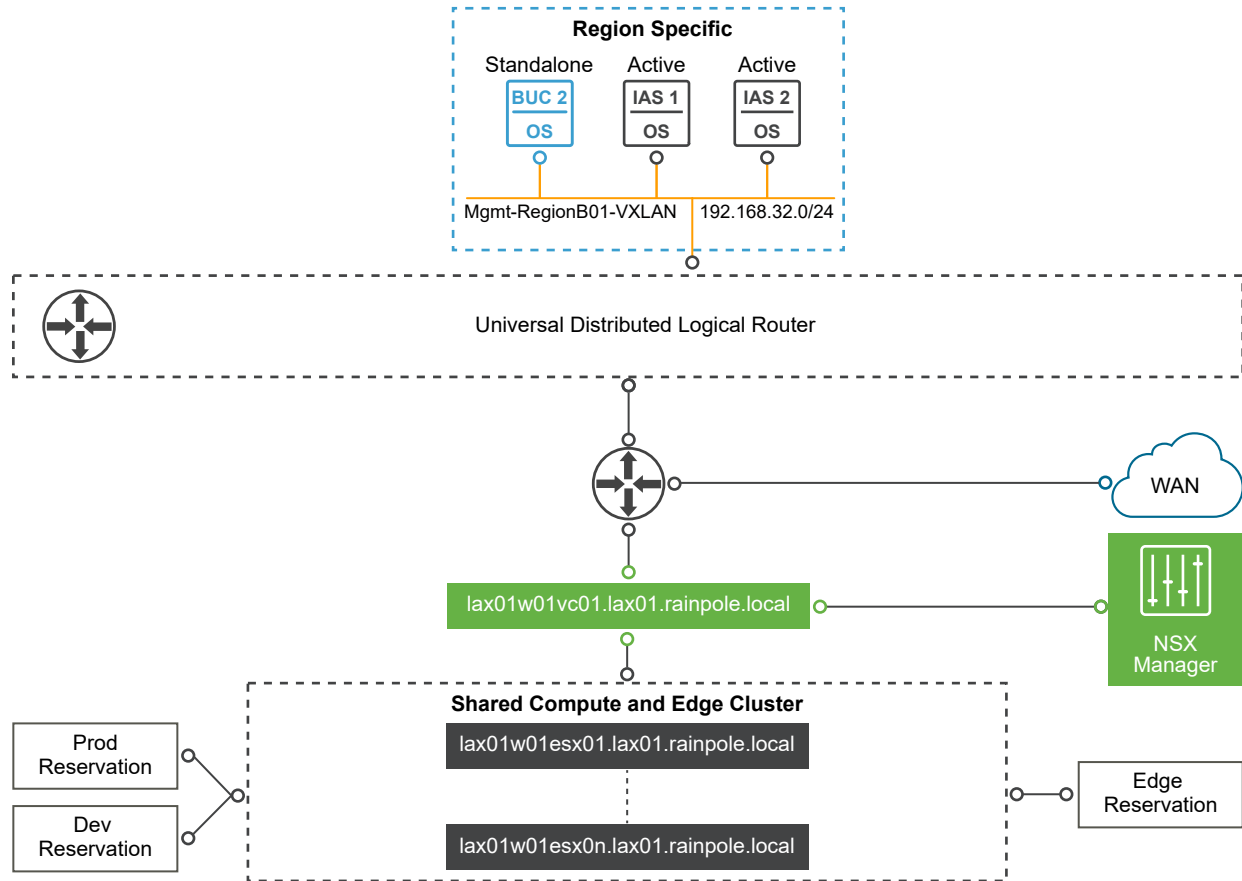 Region Specific
Standalone
Active
Active
BUC 2
OS
IAS 1
OS
IAS 2
OS
Mgmt-RegionB01-VXLAN
192.168.32.0/24
Universal Distributed Logical Router
WAN
lax01w01vc01.lax01.rainpole.local
NSX
Manager
Shared Compute and Edge Cluster
lax01w01esx01.lax01.rainpole.local
lax01w01esx0n.lax01.rainpole.local
Prod
Reservation
Dev
Reservation
Edge
Reservation